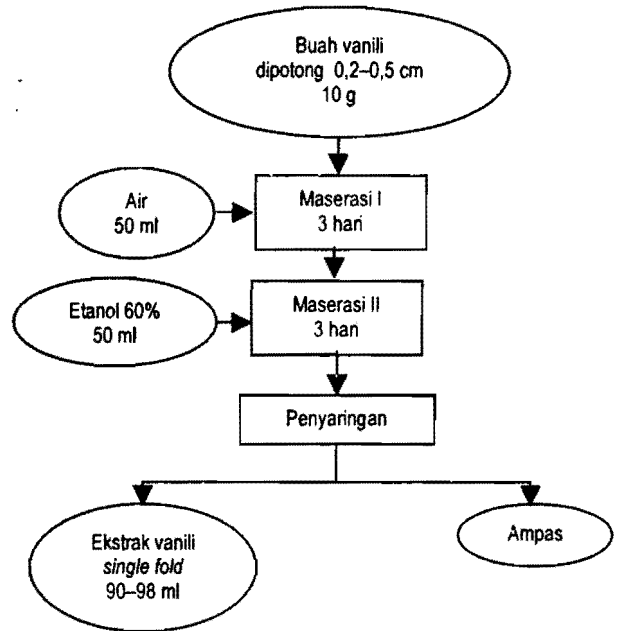 Buah vanili
dipotong 0,2–0,5 cm
10 g
Air
50 ml
Maserasi I
3 hari
Etanol 60%
50 ml
Maserasi II
3 hari
Penyaringan
Ekstrak vanili
single fold
90–98 ml
Ampas